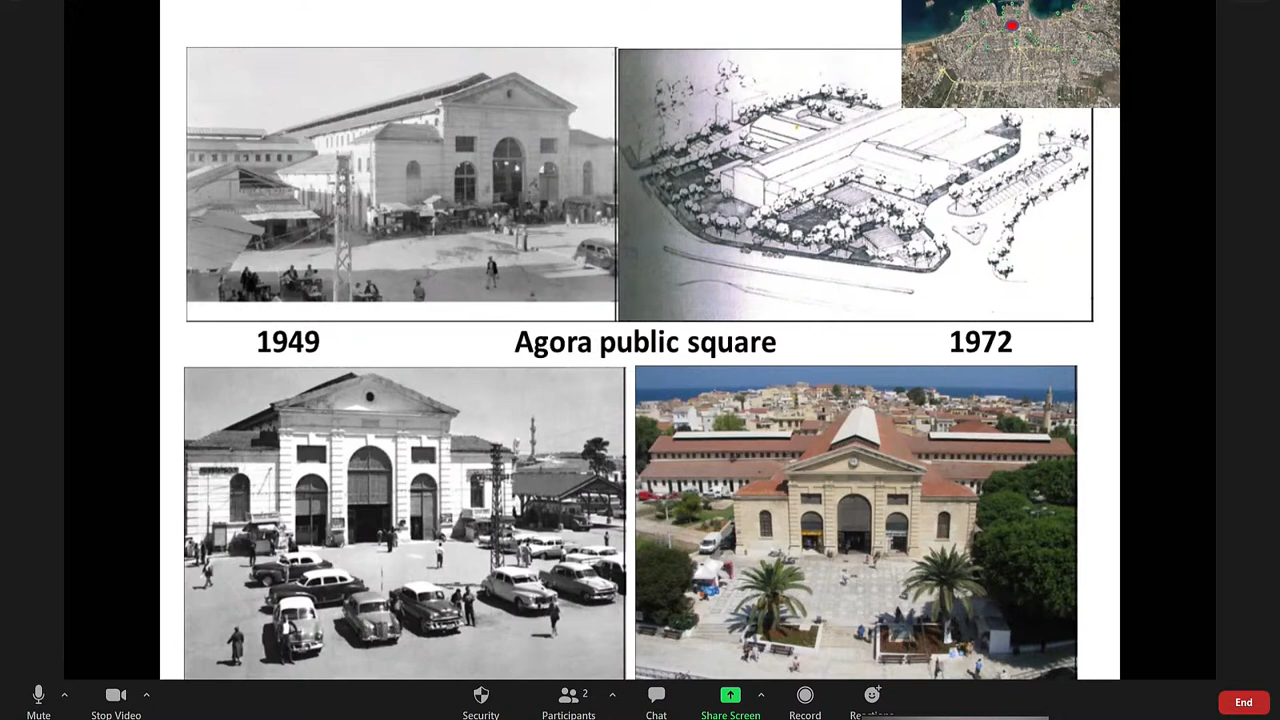 1949 Agora public square 1972
Mute Stop Video Security Participants 2 Chat Share Screen Record End